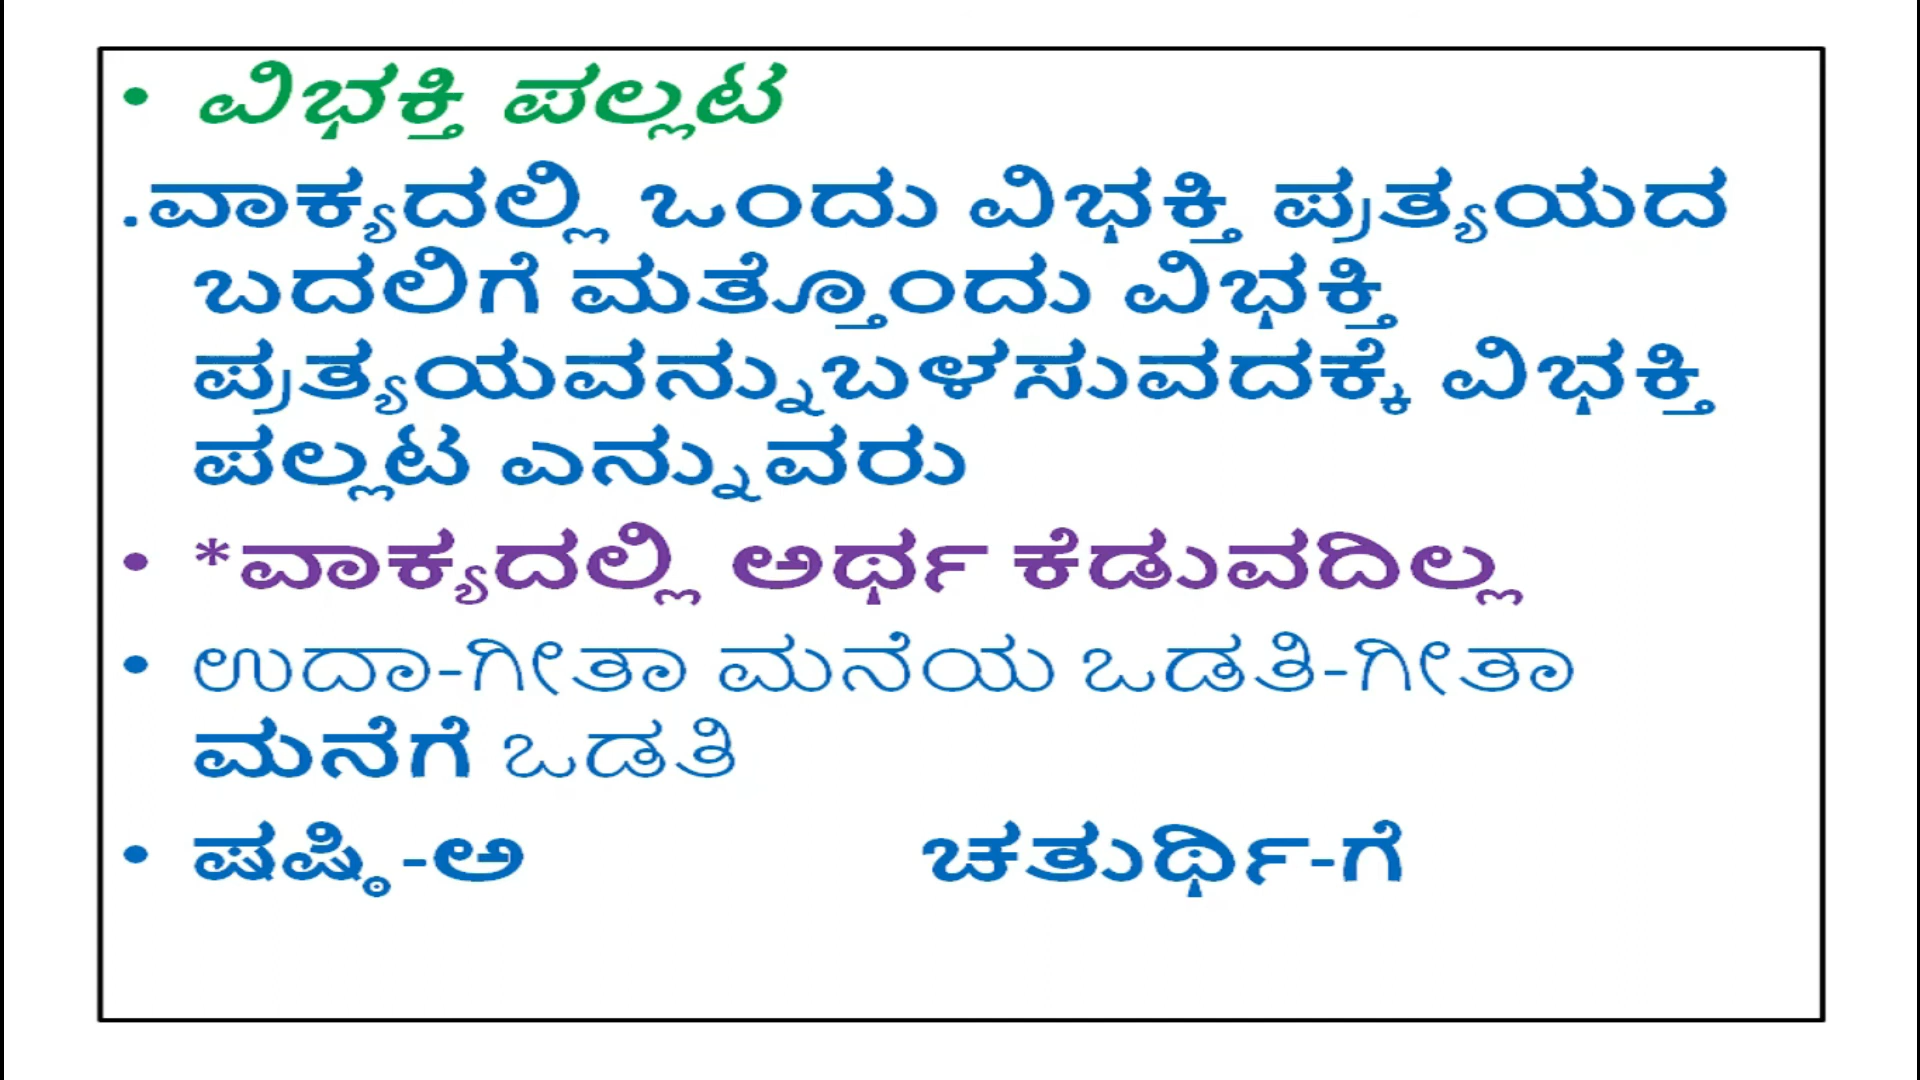 • ವಿಭಕ್ತಿ ಪಲ್ಲಟ
.ವಾಕ್ಯದಲ್ಲಿ ಒಂದು ವಿಭಕ್ತಿ ಪ್ರತ್ಯಯದ
ಬದಲಿಗೆ ಮತ್ತೊಂದು ವಿಭಕ್ತಿ
ಪ್ರತ್ಯಯವನ್ನುಬಳಸುವದಕ್ಕೆ ವಿಭಕ್ತಿ
ಪಲ್ಲಟ ಎನ್ನುವರು
• *ವಾಕ್ಯದಲ್ಲಿ ಅರ್ಥ ಕೆಡುವದಿಲ್ಲ
• ಉದಾ-ಗೀತಾ ಮನೆಯ ಒಡತಿ-ಗೀತಾ
ಮನೆಗೆ ಒಡತಿ
• ಷಷ್ಠಿ-ಅ ಚತುರ್ಥಿ-ಗೆ